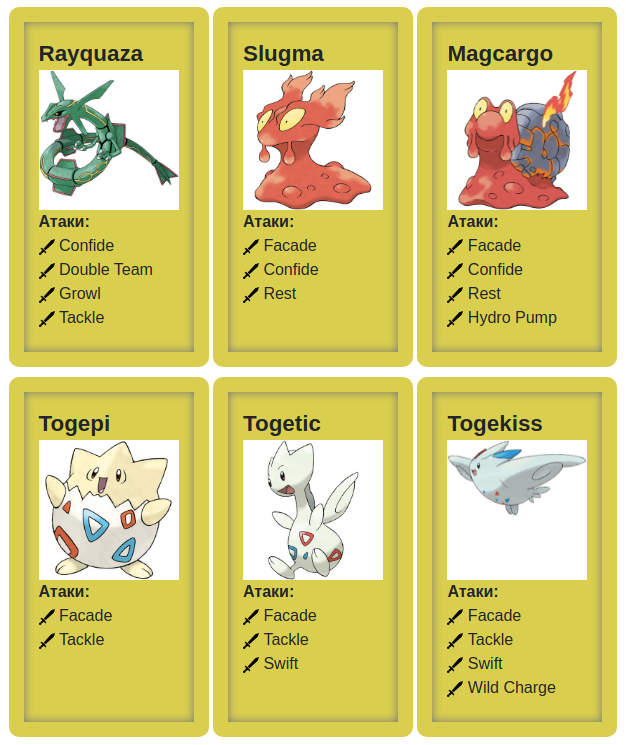 Rayquaza
Атаки:
Confide
Double Team
Growl
Tackle
Slugma
Атаки:
Facade
Confide
Rest
Magcargo
Атаки:
Facade
Confide
Rest
Hydro Pump
Togepi
Атаки:
Facade
Tackle
Togetic
Атаки:
Facade
Tackle
Swift
Togekiss
Атаки:
Facade
Tackle
Swift
Wild Charge